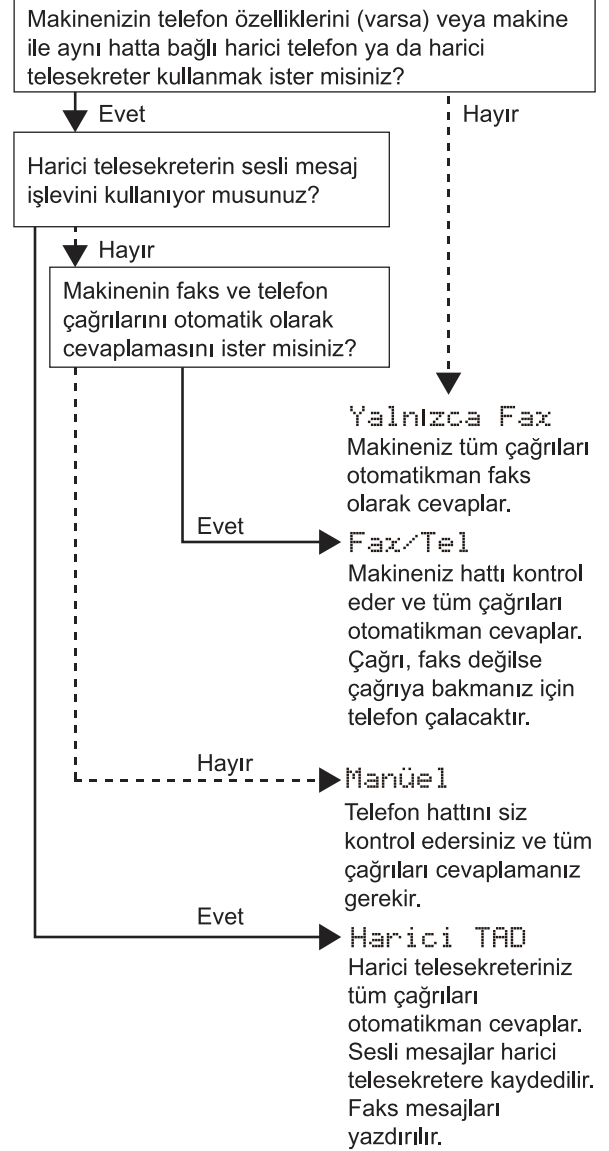 Makinenizin telefon özelliklerini (varsa) veya makine
ile aynı hatta bağlı harici telefon ya da harici
telesekreter kullanmak ister misiniz?
Evet
Hayır
Harici telesekreterin sesli mesaj
işlevini kullanıyor musunuz?
Hayır
Makinenin faks ve telefon
çağrılarını otomatik olarak
cevaplamasını ister misiniz?
Yalnızca Fax
Makineniz tüm çağrıları
otomatikman faks
olarak cevaplar.
Evet
Fax/Tel
Makineniz hattı kontrol
eder ve tüm çağrıları
otomatikman cevaplar.
Çağrı, faks değilse
çağrıya bakmanız için
telefon çalacaktır.
Hayır
Manüel
Telefon hattını siz
kontrol edersiniz ve tüm
çağrıları cevaplamanız
gerekir.
Evet
Harici TAD
Harici telesekreteriniz
tüm çağrıları
otomatikman cevaplar.
Sesli mesajlar harici
telesekretere kaydedilir.
Faks mesajları
yazdırılır.